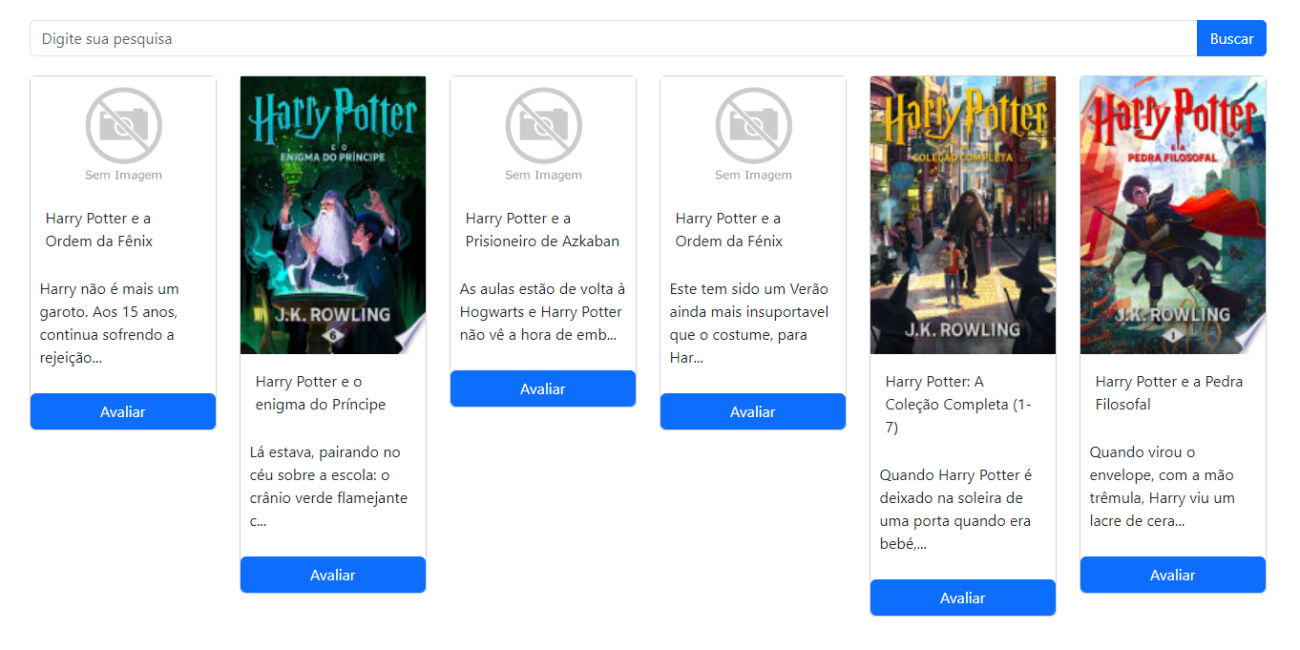 Digite sua pesquisa
Buscar
Sem Imagem
Harry Potter e a
Ordem da Fênix
Harry não é mais um
garoto. Aos 15 anos,
continua sofrendo a
rejeição...
Avaliar
Harry Potter
E O
ENIGMA DO PRÍNCIPE
J.K. ROWLING
6
Harry Potter e o
enigma do Príncipe
Lá estava, pairando no
céu sobre a escola: o
crânio verde flamejante
c...
Avaliar
Sem Imagem
Harry Potter e a
Prisioneiro de Azkaban
As aulas estão de volta à
Hogwarts e Harry Potter
não vê a hora de emb...
Avaliar
Sem Imagem
Harry Potter e a
Ordem da Fénix
Este tem sido um Verão
ainda mais insuportavel
que o costume, para
Har...
Avaliar
Harry Potter
COLEÇÃO COMPLETA
J.K. ROWLING
Harry Potter: A
Coleção Completa (1-
7)
Quando Harry Potter é
deixado na soleira de
uma porta quando era
bebé,...
Avaliar
Harry Potter
E A
PEDRA FILOSOFAL
J.K. ROWLING
1
Harry Potter e a Pedra
Filosofal
Quando virou o
envelope, com a mão
trêmula, Harry viu um
lacre de cera...
Avaliar